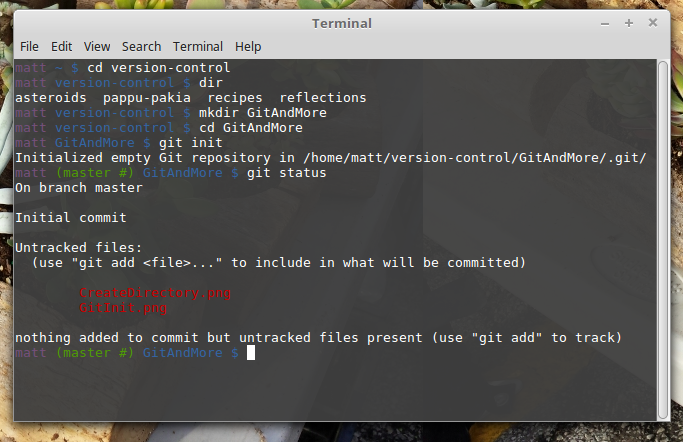 Terminal
File Edit View Search Terminal Help
matt ~ $ cd version-control
matt version-control $ dir
asteroids  pappu-pakia  recipes  reflections
matt version-control $ mkdir GitAndMore
matt version-control $ cd GitAndMore
matt GitAndMore $ git init
Initialized empty Git repository in /home/matt/version-control/GitAndMore/.git/
matt (master #) GitAndMore $ git status
On branch master
Initial commit
Untracked files:
  (use "git add <file>..." to include in what will be committed)
        CreateDirectory.png
        GitInit.png
nothing added to commit but untracked files present (use "git add" to track)
matt (master #) GitAndMore $